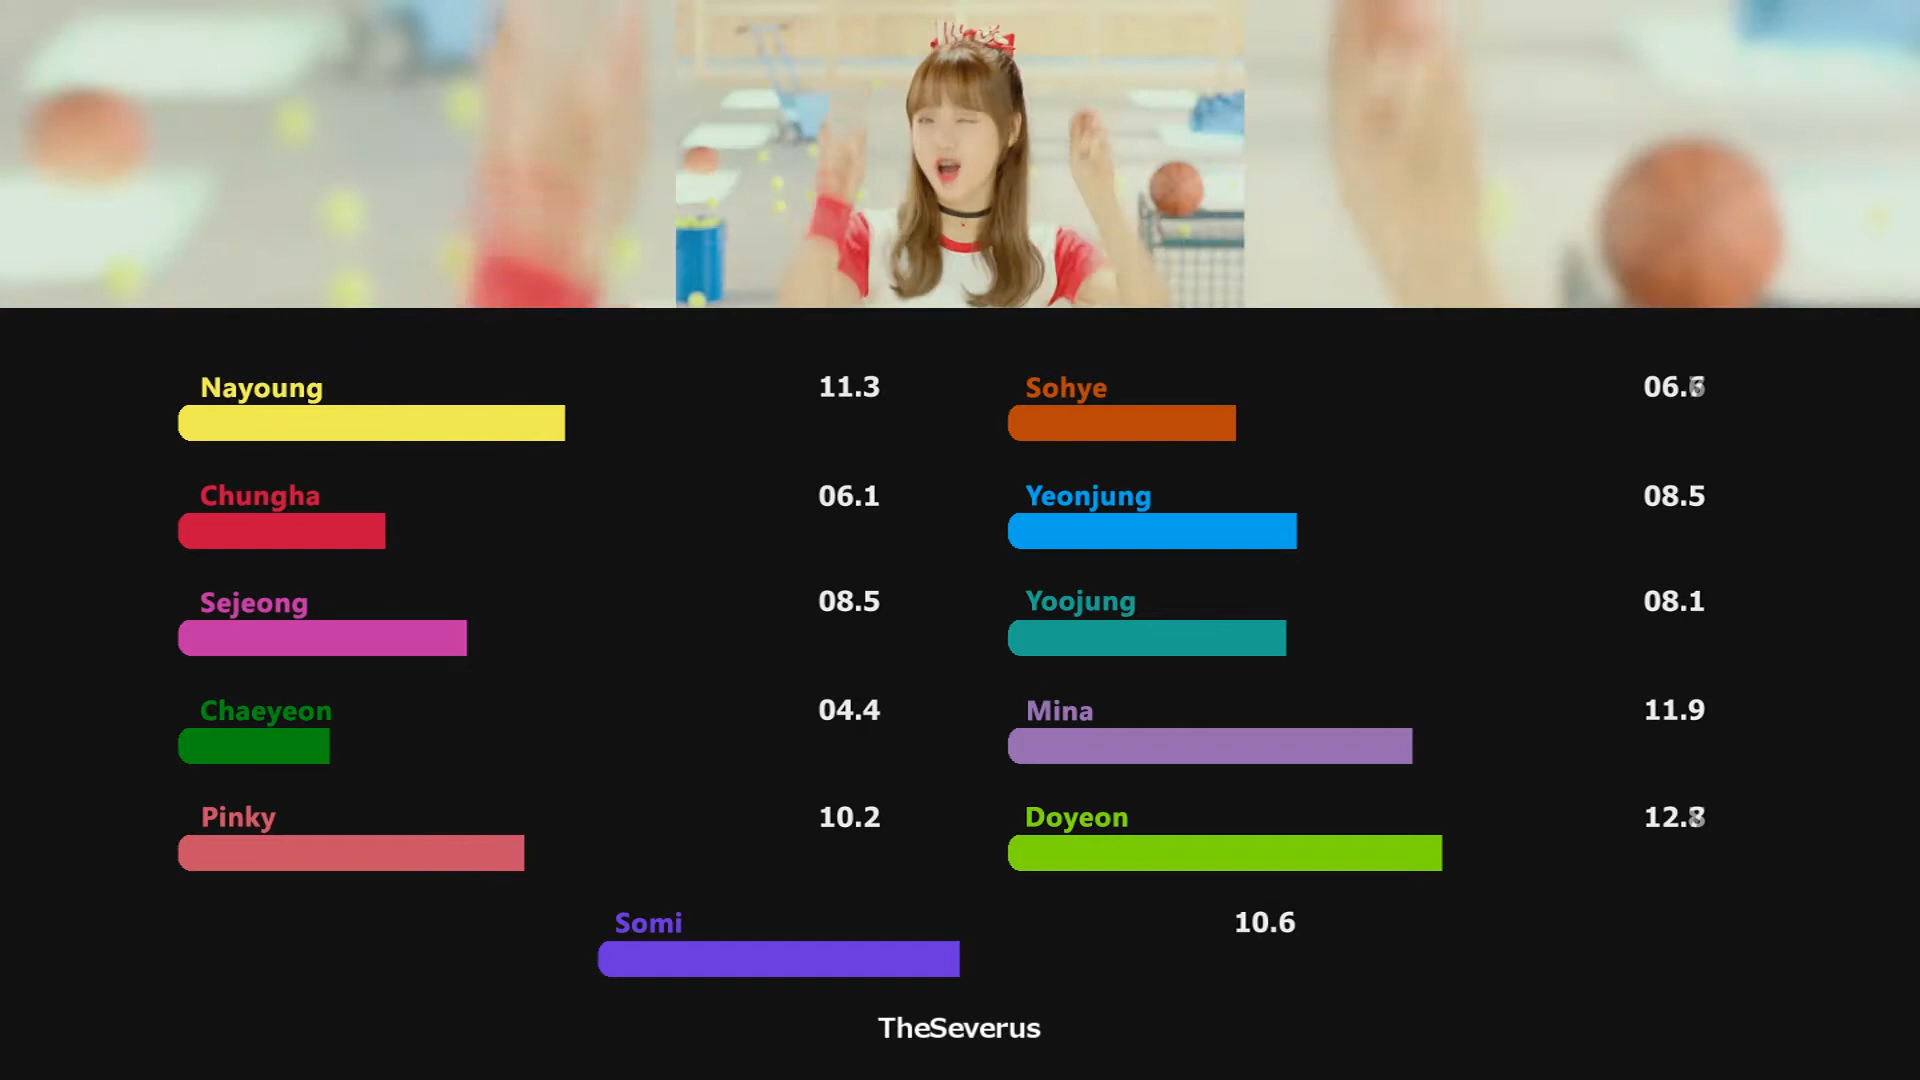 Nayoung 11.3
Sohye
Chungha 06.1
Yeonjung 08.5
Sejeong 08.5
Yoojung 08.1
Chaeyeon 04.4
Mina 11.9
Pinky 10.2
Doyeon
Somi 10.6
TheSeverus